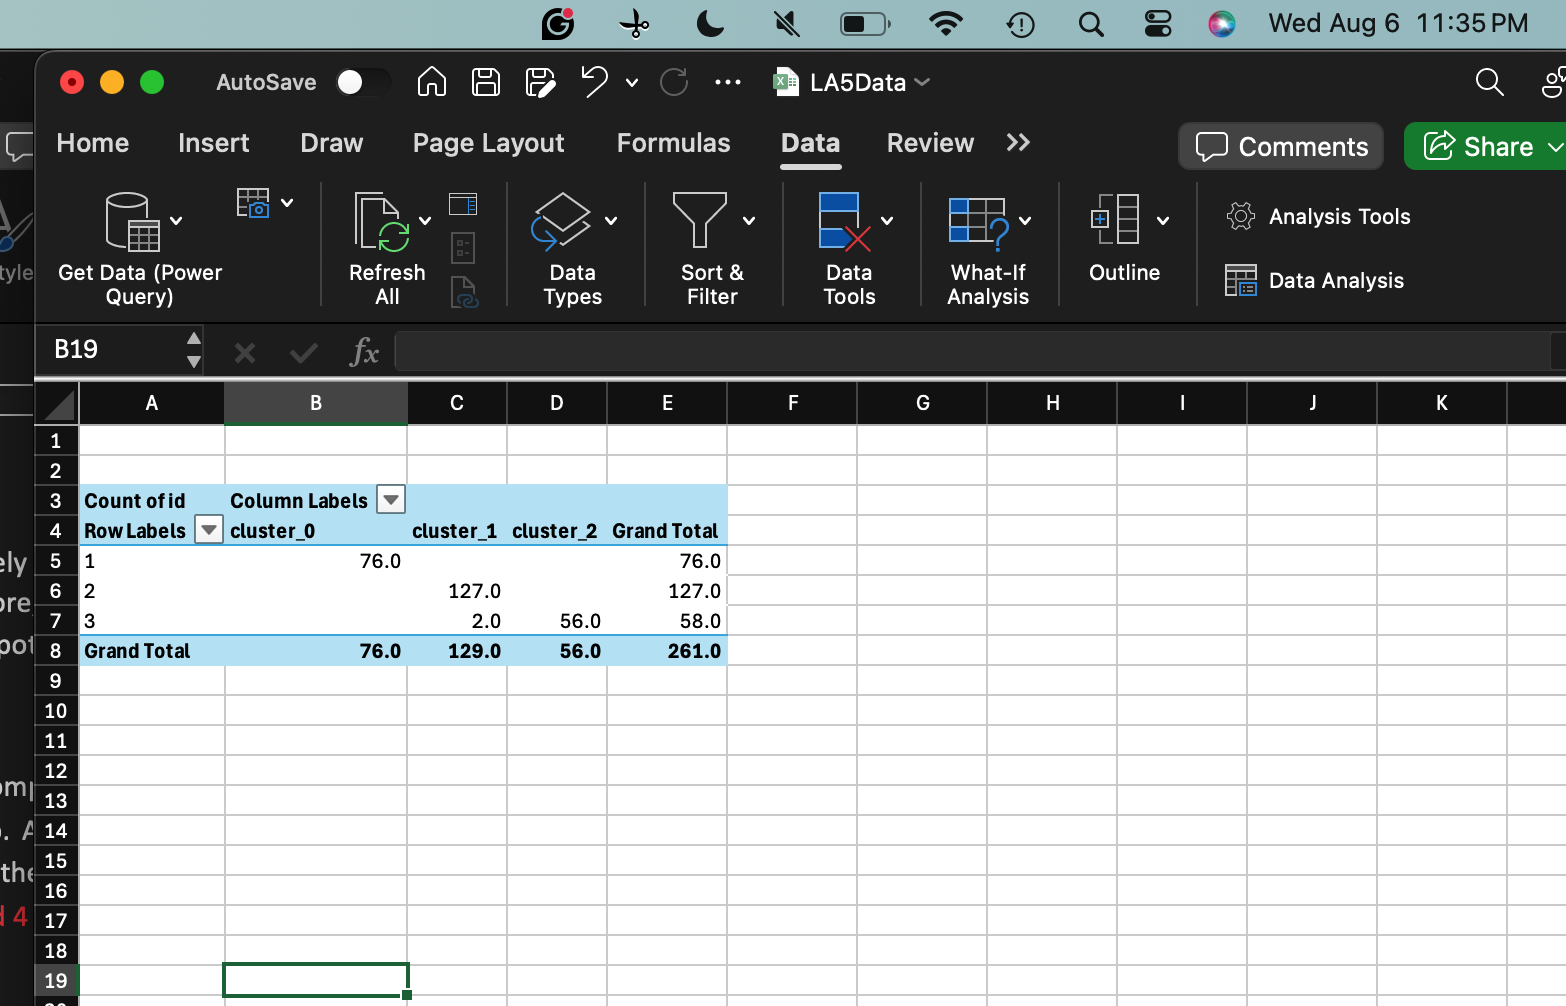 Wed Aug 6 11:35 PM
AutoSave
LA5Data
Home Insert Draw Page Layout Formulas Data Review
Comments
Share
Get Data (Power
Query)
Refresh
All
Data
Types
Sort &
Filter
Data
Tools
What-If
Analysis
Outline
Analysis Tools
Data Analysis
B19
fx
A B C D E F G H I J K
1
2
3 Count of id Column Labels
4 Row Labels cluster_0 cluster_1 cluster_2 Grand Total
5 1 76.0 76.0
6 2 127.0 127.0
7 3 2.0 56.0 58.0
8 Grand Total 76.0 129.0 56.0 261.0
9
10
11
12
13
14
15
16
17
18
19